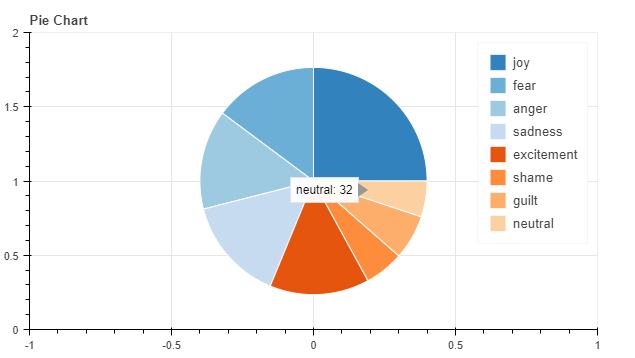 Pie Chart
2
1.5
1
0.5
0
-1
-0.5
0
0.5
1
neutral: 32
joy
fear
anger
sadness
excitement
shame
guilt
neutral